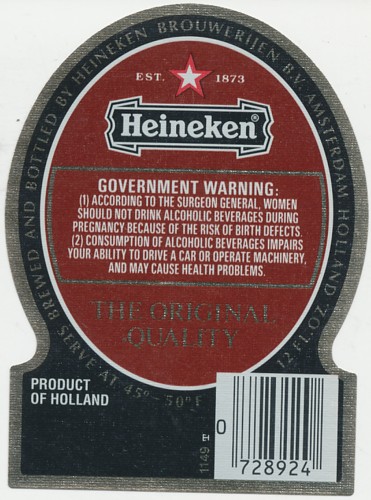 BREWED AND BOTTLED BY HEINEKEN BROUWERIJEN B.V. AMSTERDAM HOLLAND
12 FL. OZ.
EST. 1873
Heineken®
GOVERNMENT WARNING:
(1) ACCORDING TO THE SURGEON GENERAL, WOMEN
SHOULD NOT DRINK ALCOHOLIC BEVERAGES DURING
PREGNANCY BECAUSE OF THE RISK OF BIRTH DEFECTS.
(2) CONSUMPTION OF ALCOHOLIC BEVERAGES IMPAIRS
YOUR ABILITY TO DRIVE A CAR OR OPERATE MACHINERY,
AND MAY CAUSE HEALTH PROBLEMS.
THE ORIGINAL
QUALITY
SERVE AT 45° - 50° F
PRODUCT
OF HOLLAND
1149
0
728924